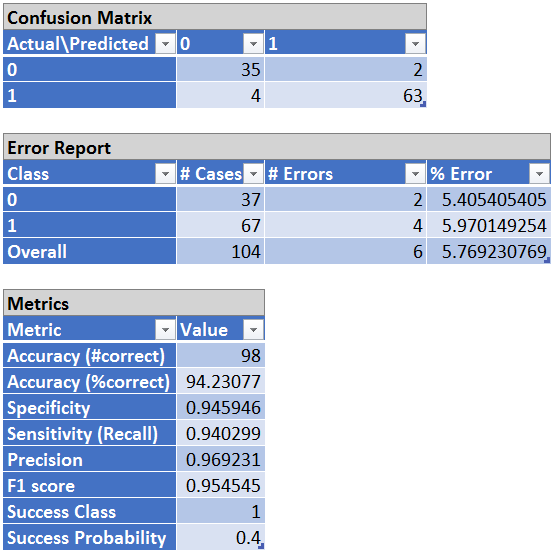 Confusion Matrix
Actual\Predicted 0 1
0 35 2
1 4 63
Error Report
Class # Cases # Errors % Error
0 37 2 5.405405405
1 67 4 5.970149254
Overall 104 6 5.769230769
Metrics
Metric Value
Accuracy (#correct) 98
Accuracy (%correct) 94.23077
Specificity 0.945946
Sensitivity (Recall) 0.940299
Precision 0.969231
F1 score 0.954545
Success Class 1
Success Probability 0.4